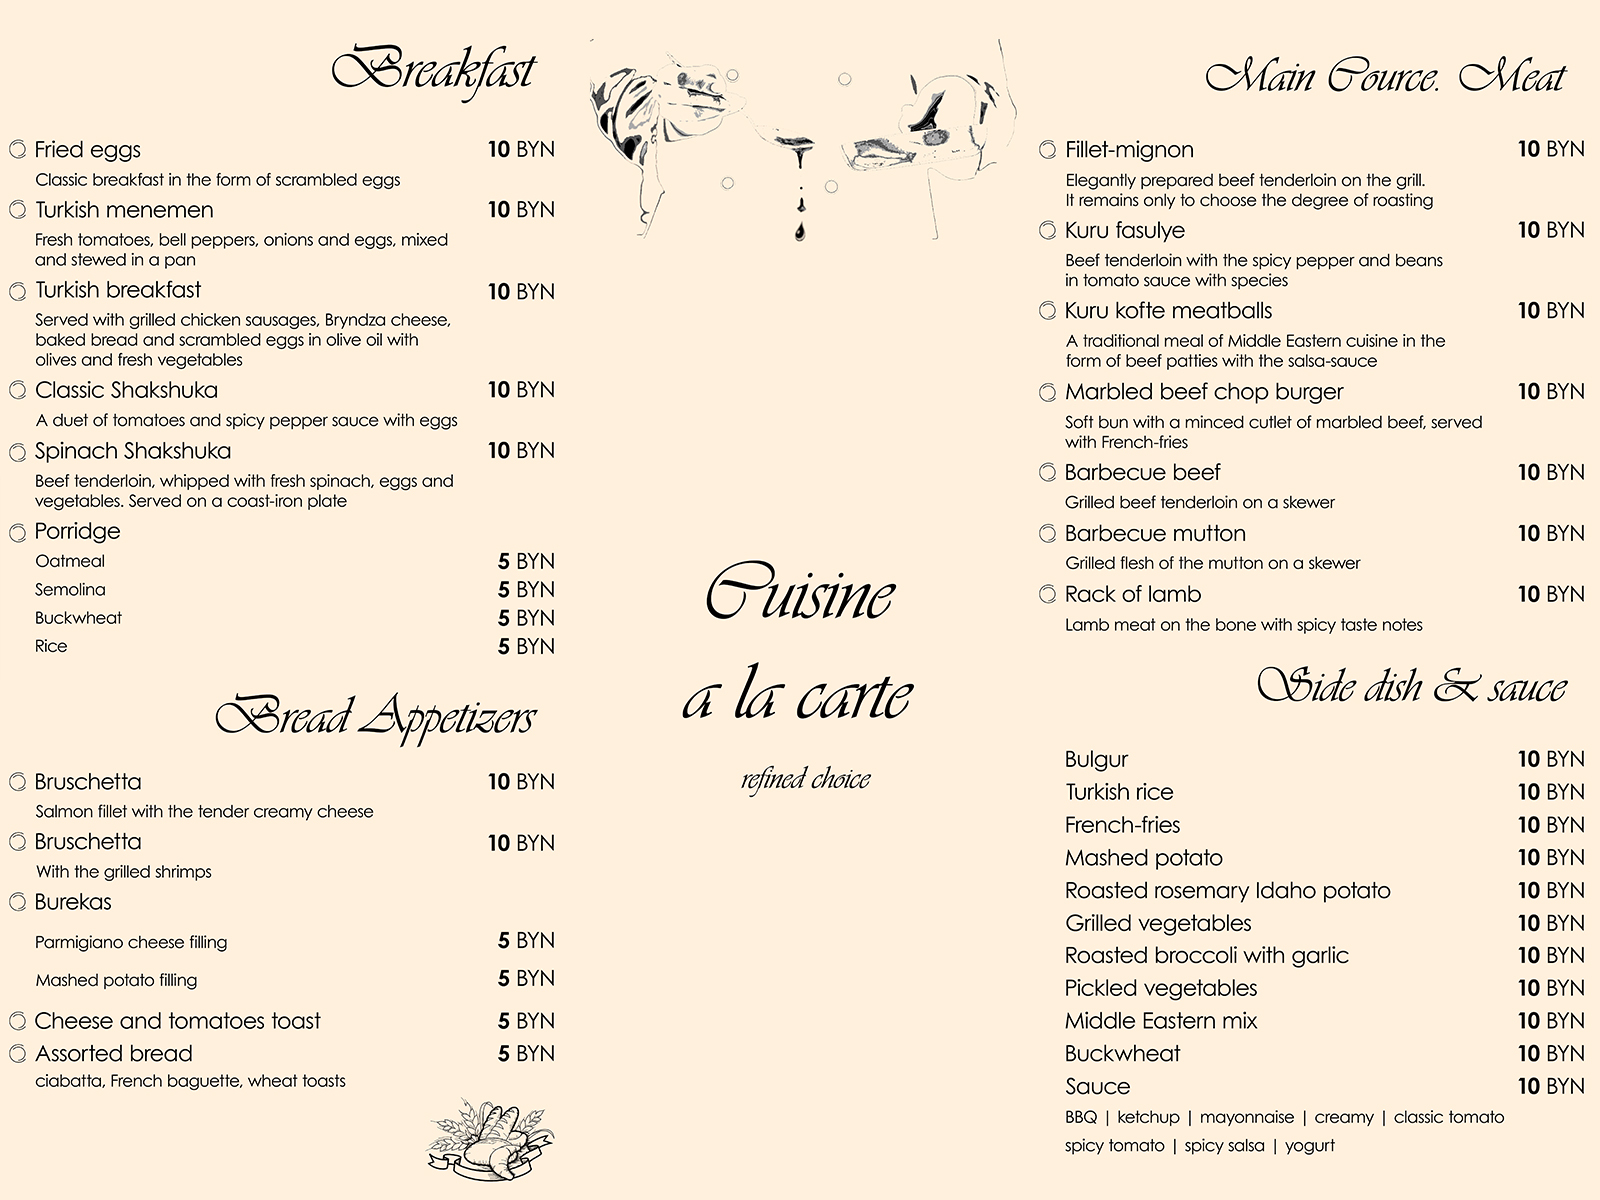 Breakfast
Fried eggs 10 BYN
Classic breakfast in the form of scrambled eggs
Turkish menemen 10 BYN
Fresh tomatoes, bell peppers, onions and eggs, mixed
and stewed in a pan
Turkish breakfast 10 BYN
Served with grilled chicken sausages, Bryndza cheese,
baked bread and scrambled eggs in olive oil with
olives and fresh vegetables
Classic Shakshuka 10 BYN
A duet of tomatoes and spicy pepper sauce with eggs
Spinach Shakshuka 10 BYN
Beef tenderloin, whipped with fresh spinach, eggs and
vegetables. Served on a coast-iron plate
Porridge
Oatmeal 5 BYN
Semolina 5 BYN
Buckwheat 5 BYN
Rice 5 BYN
Bread Appetizers
Bruschetta 10 BYN
Salmon fillet with the tender creamy cheese
Bruschetta 10 BYN
With the grilled shrimps
Burekas
Parmigiano cheese filling 5 BYN
Mashed potato filling 5 BYN
Cheese and tomatoes toast 5 BYN
Assorted bread 5 BYN
ciabatta, French baguette, wheat toasts
Cuisine
a la carte
refined choice
Main Cource. Meat
Fillet-mignon 10 BYN
Elegantly prepared beef tenderloin on the grill.
It remains only to choose the degree of roasting
Kuru fasulye 10 BYN
Beef tenderloin with the spicy pepper and beans
in tomato sauce with species
Kuru kofte meatballs 10 BYN
A traditional meal of Middle Eastern cuisine in the
form of beef patties with the salsa-sauce
Marbled beef chop burger 10 BYN
Soft bun with a minced cutlet of marbled beef, served
with French-fries
Barbecue beef 10 BYN
Grilled beef tenderloin on a skewer
Barbecue mutton 10 BYN
Grilled flesh of the mutton on a skewer
Rack of lamb 10 BYN
Lamb meat on the bone with spicy taste notes
Side dish & sauce
Bulgur 10 BYN
Turkish rice 10 BYN
French-fries 10 BYN
Mashed potato 10 BYN
Roasted rosemary Idaho potato 10 BYN
Grilled vegetables 10 BYN
Roasted broccoli with garlic 10 BYN
Pickled vegetables 10 BYN
Middle Eastern mix 10 BYN
Buckwheat 10 BYN
Sauce 10 BYN
BBQ | ketchup | mayonnaise | creamy | classic tomato
spicy tomato | spicy salsa | yogurt